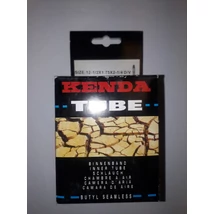 KENDA
TUBE
BINNENBAND
INNER TUBE
SCHLAUCH
CHAMBRE A AIR
CAMERA D'ARIA
CAMARA DE AIRE
BUTYL SEAMLESS